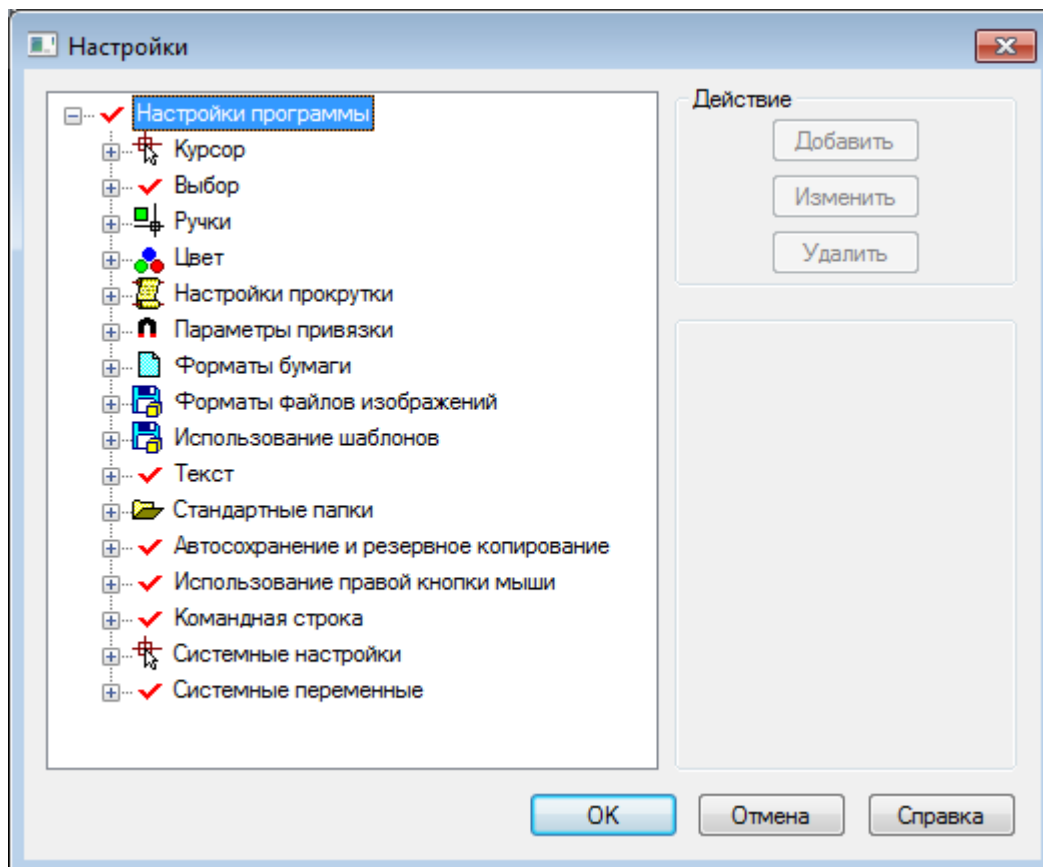 Настройки
Настройки программы
Курсор
Выбор
Ручки
Цвет
Настройки прокрутки
Параметры привязки
Форматы бумаги
Форматы файлов изображений
Использование шаблонов
Текст
Стандартные папки
Автосохранение и резервное копирование
Использование правой кнопки мыши
Командная строка
Системные настройки
Системные переменные
Действие
Добавить
Изменить
Удалить
OK
Отмена
Справка